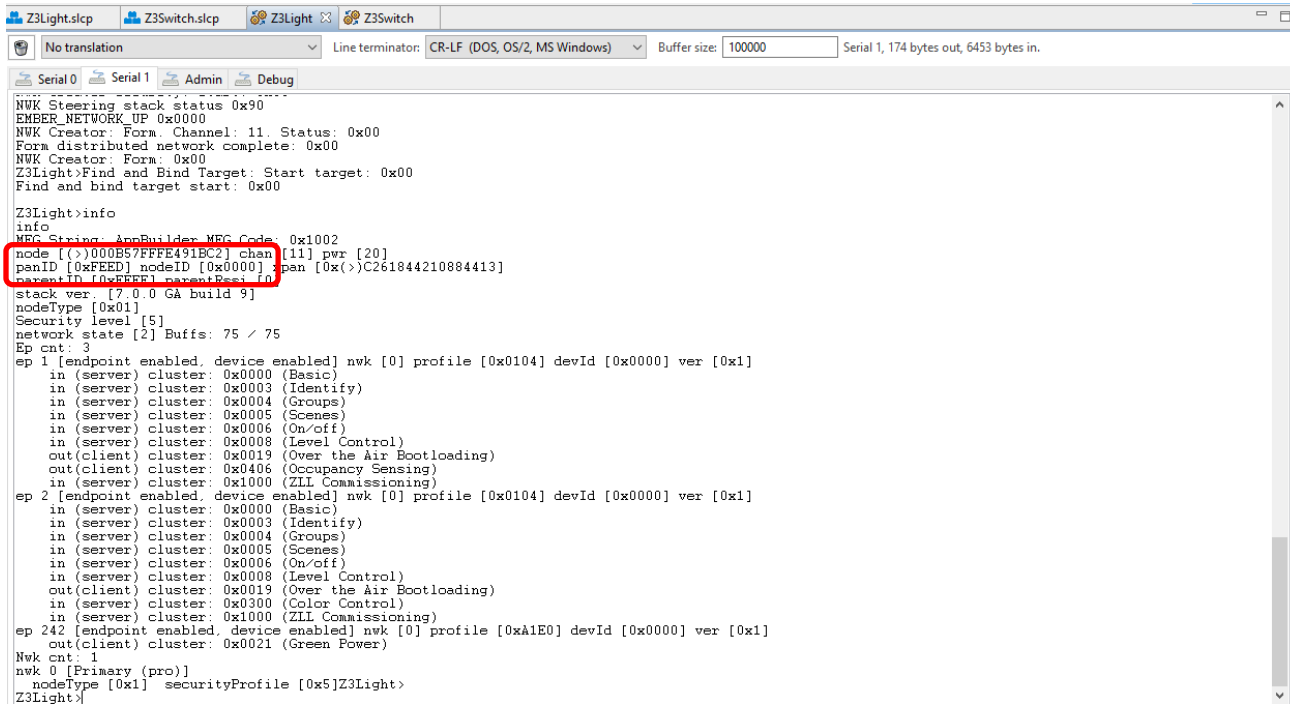 Z3Light.slcp Z3Switch.slcp Z3Light Z3Switch
No translation Line terminator: CR-LF (DOS, OS/2, MS Windows) Buffer size: 100000 Serial 1, 174 bytes out, 6453 bytes in.
Serial 0 Serial 1 Admin Debug
NWK Steering stack status 0x90
EMBER_NETWORK_UP 0x0000
NWK Creator: Form. Channel: 11. Status: 0x00
Form distributed network complete: 0x00
NWK Creator: Form: 0x00
Z3Light>Find and Bind Target: Start target: 0x00
Find and bind target start: 0x00
Z3Light>info
info
MFG String: AppBuilder MFG Code: 0x1002
node [(>)000B57FFFE491BC2] chan [11] pwr [20]
panID [0xFEED] nodeID [0x0000] xpan [0x(>)C261844210884413]
parentID [0xFFFF] parentRssi [0]
stack ver. [7.0.0 GA build 9]
nodeType [0x01]
Security level [5]
network state [2] Buffs: 75 / 75
Ep cnt: 3
ep 1 [endpoint enabled, device enabled] nwk [0] profile [0x0104] devId [0x0000] ver [0x1]
in (server) cluster: 0x0000 (Basic)
in (server) cluster: 0x0003 (Identify)
in (server) cluster: 0x0004 (Groups)
in (server) cluster: 0x0005 (Scenes)
in (server) cluster: 0x0006 (On/off)
in (server) cluster: 0x0008 (Level Control)
out(client) cluster: 0x0019 (Over the Air Bootloading)
out(client) cluster: 0x0406 (Occupancy Sensing)
in (server) cluster: 0x1000 (ZLL Commissioning)
ep 2 [endpoint enabled, device enabled] nwk [0] profile [0x0104] devId [0x0000] ver [0x1]
in (server) cluster: 0x0000 (Basic)
in (server) cluster: 0x0003 (Identify)
in (server) cluster: 0x0004 (Groups)
in (server) cluster: 0x0005 (Scenes)
in (server) cluster: 0x0006 (On/off)
in (server) cluster: 0x0008 (Level Control)
out(client) cluster: 0x0019 (Over the Air Bootloading)
in (server) cluster: 0x0300 (Color Control)
in (server) cluster: 0x1000 (ZLL Commissioning)
ep 242 [endpoint enabled, device enabled] nwk [0] profile [0xA1E0] devId [0x0000] ver [0x1]
out(client) cluster: 0x0021 (Green Power)
Nwk cnt: 1
nwk 0 [Primary (pro)]
nodeType [0x1] securityProfile [0x5]Z3Light>
Z3Light>